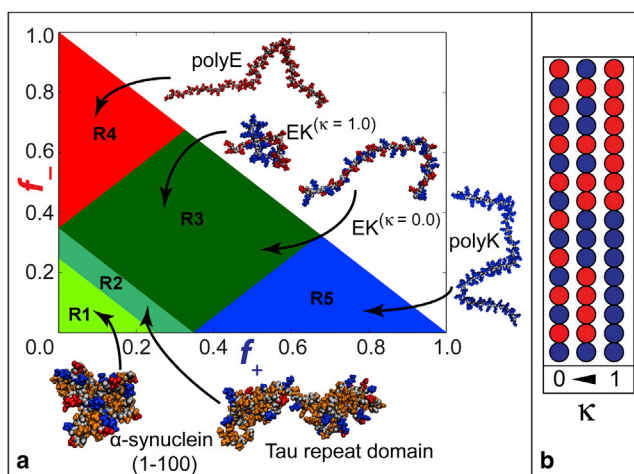 1.0
0.8
0.6
0.4
0.2
f_
0.0
0.2
0.4
0.6
0.8
1.0
f+
R4
R3
R2
R1
R5
polyE
EK(κ = 1.0)
EK(κ = 0.0)
polyK
α-synuclein
(1-100)
Tau repeat domain
a
0 ◄ 1
κ
b